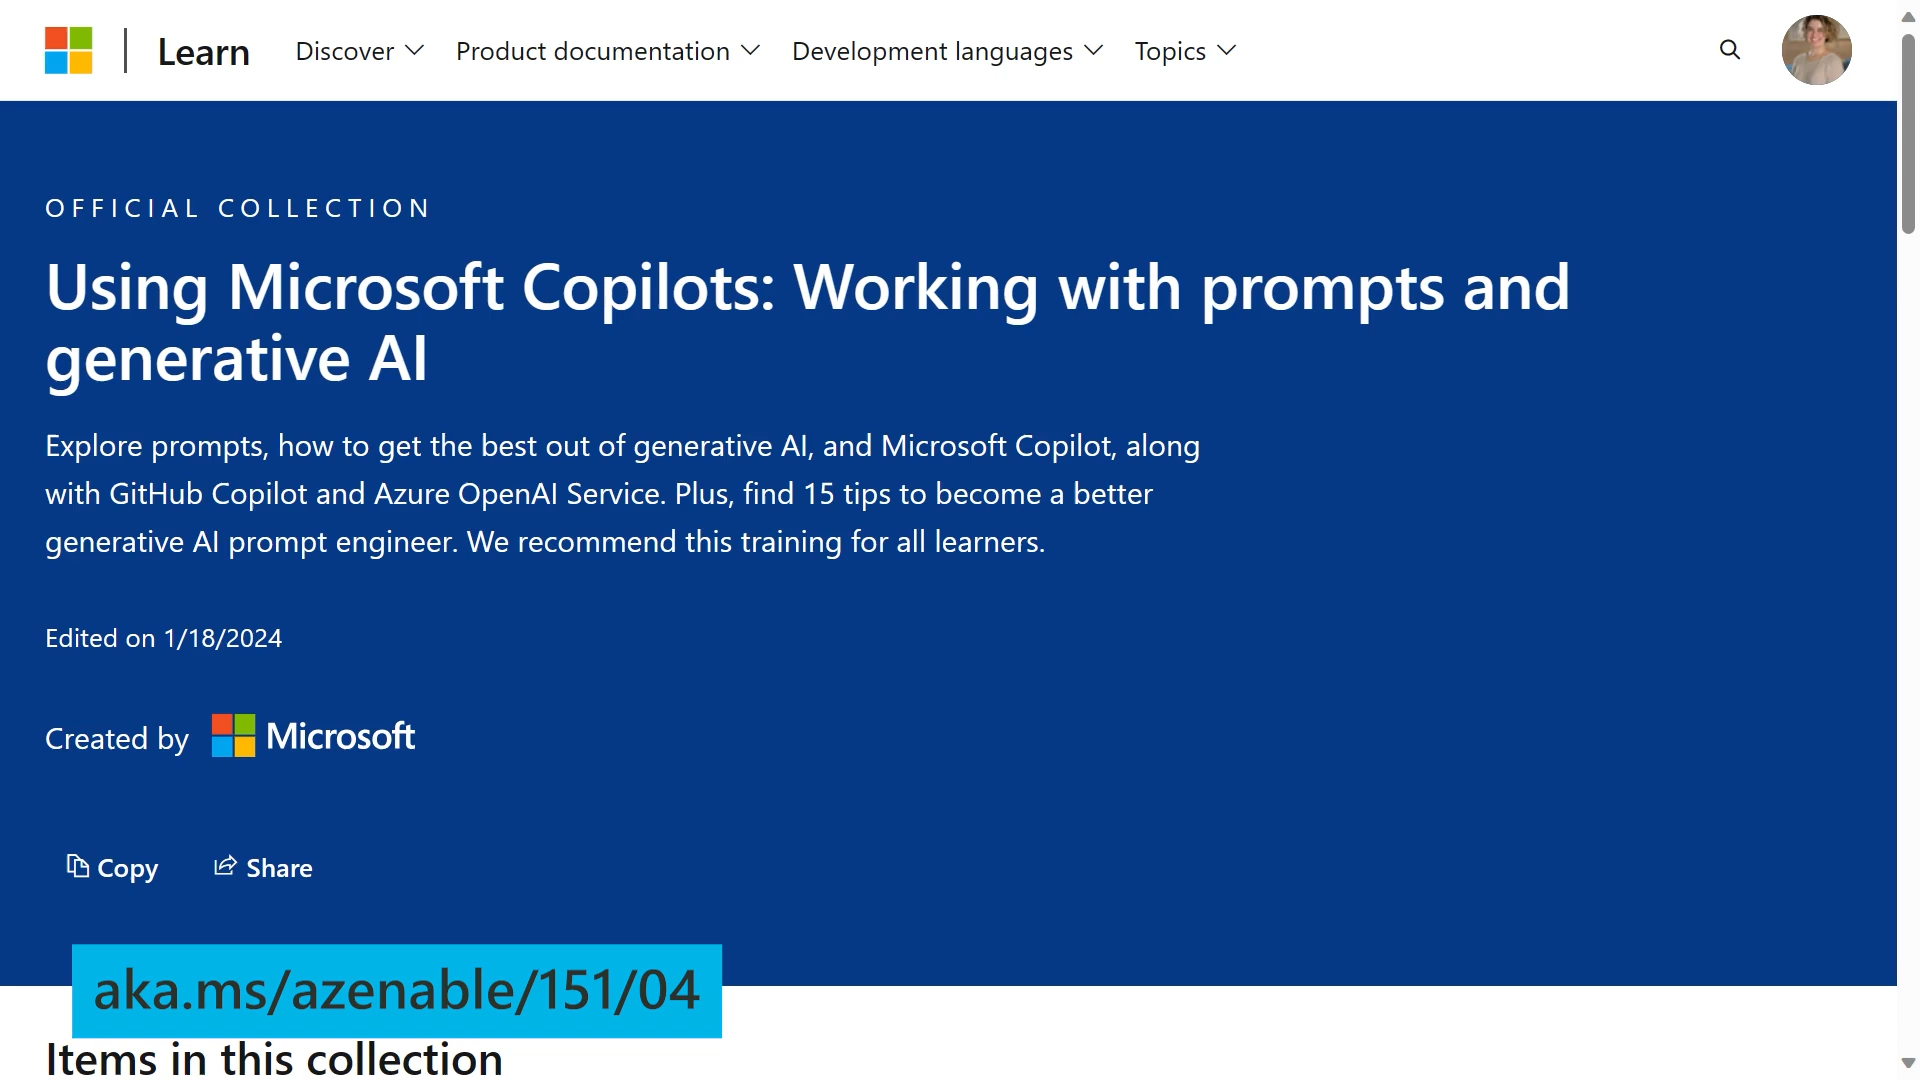 Learn Discover Product documentation Development languages Topics
OFFICIAL COLLECTION
Using Microsoft Copilots: Working with prompts and
generative AI
Explore prompts, how to get the best out of generative AI, and Microsoft Copilot, along
with GitHub Copilot and Azure OpenAI Service. Plus, find 15 tips to become a better
generative AI prompt engineer. We recommend this training for all learners.
Edited on 1/18/2024
Created by Microsoft
Copy Share
aka.ms/azenable/151/04
Items in this collection